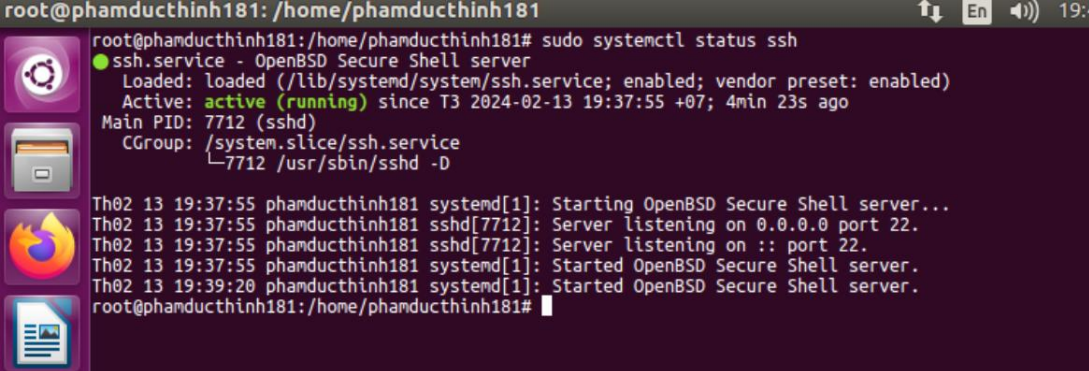 root@phamducthinh181: /home/phamducthinh181
En
root@phamducthinh181:/home/phamducthinh181# sudo systemctl status ssh
● ssh.service - OpenBSD Secure Shell server
Loaded: loaded (/lib/systemd/system/ssh.service; enabled; vendor preset: enabled)
Active: active (running) since T3 2024-02-13 19:37:55 +07; 4min 23s ago
Main PID: 7712 (sshd)
CGroup: /system.slice/ssh.service
└─7712 /usr/sbin/sshd -D
Th02 13 19:37:55 phamducthinh181 systemd[1]: Starting OpenBSD Secure Shell server...
Th02 13 19:37:55 phamducthinh181 sshd[7712]: Server listening on 0.0.0.0 port 22.
Th02 13 19:37:55 phamducthinh181 sshd[7712]: Server listening on :: port 22.
Th02 13 19:37:55 phamducthinh181 systemd[1]: Started OpenBSD Secure Shell server.
Th02 13 19:39:20 phamducthinh181 systemd[1]: Started OpenBSD Secure Shell server.
root@phamducthinh181:/home/phamducthinh181#